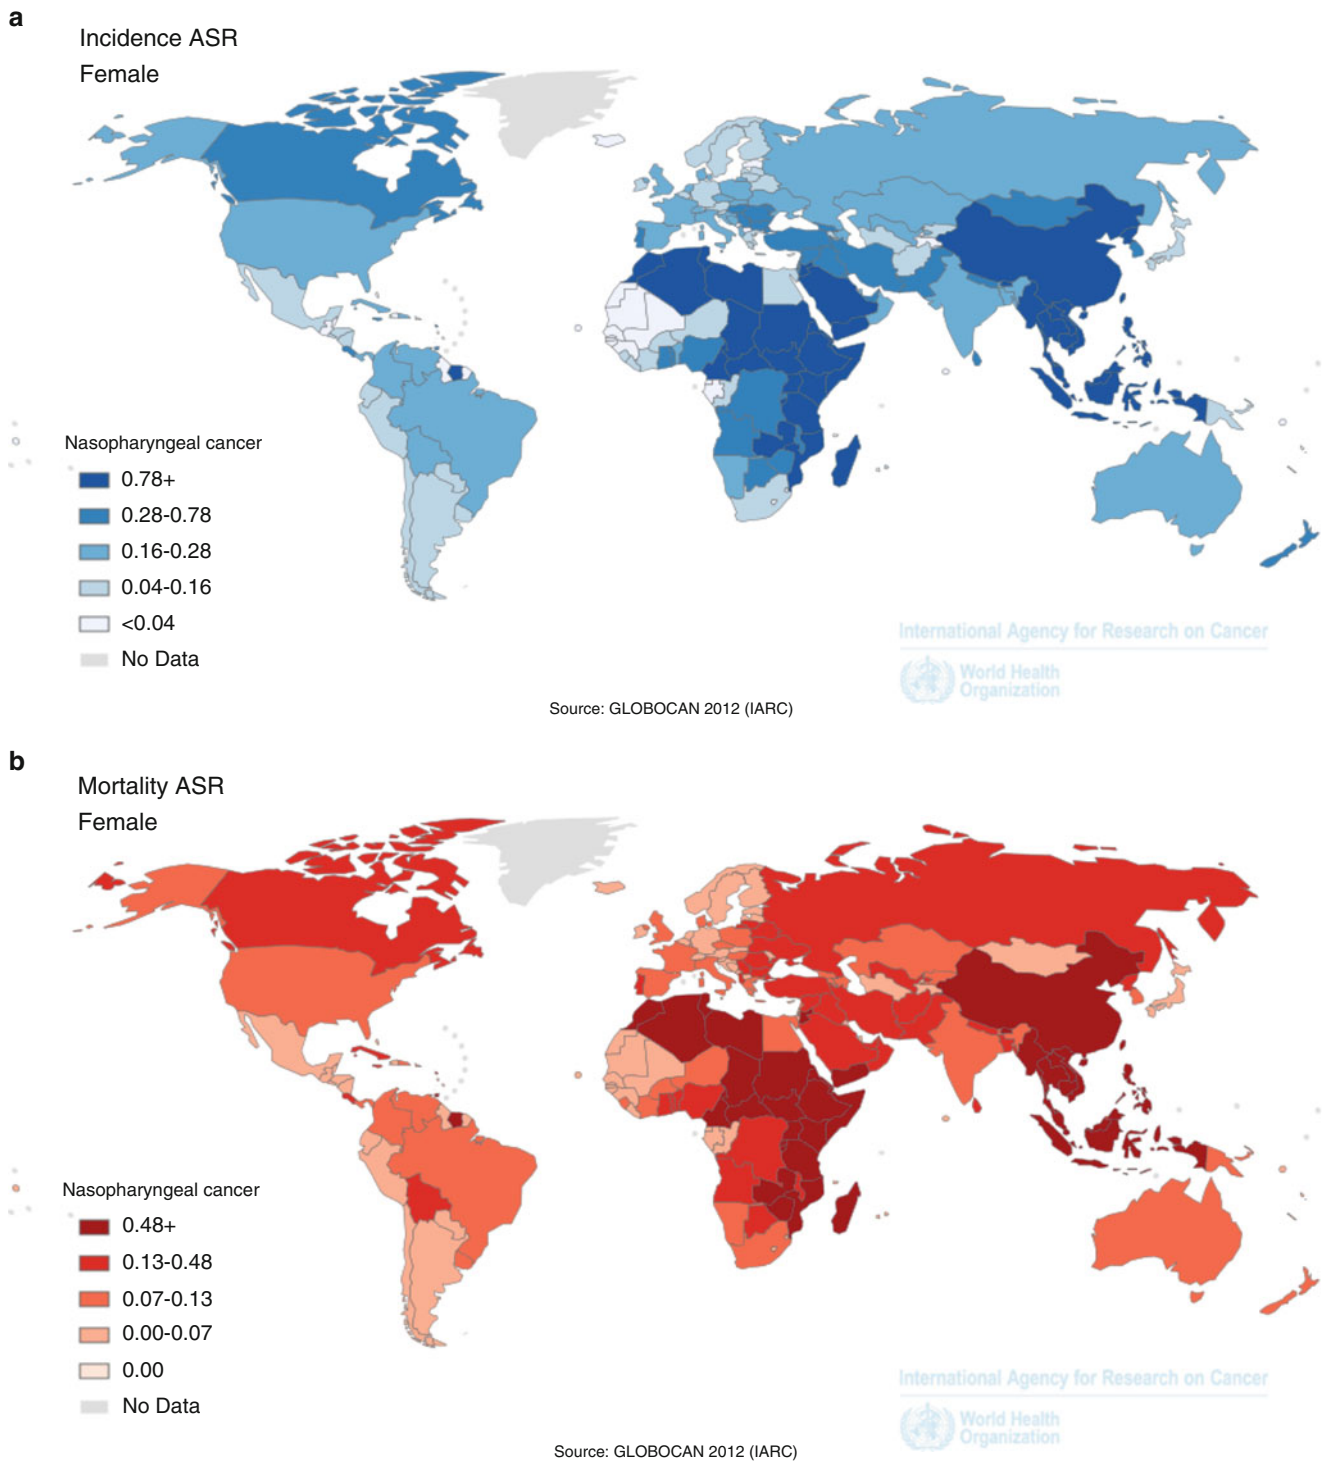 a
Incidence ASR
Female
Nasopharyngeal cancer
0.78+
0.28-0.78
0.16-0.28
0.04-0.16
<0.04
No Data
International Agency for Research on Cancer
World Health
Organization
Source: GLOBOCAN 2012 (IARC)
b
Mortality ASR
Female
Nasopharyngeal cancer
0.48+
0.13-0.48
0.07-0.13
0.00-0.07
0.00
No Data
International Agency for Research on Cancer
World Health
Organization
Source: GLOBOCAN 2012 (IARC)